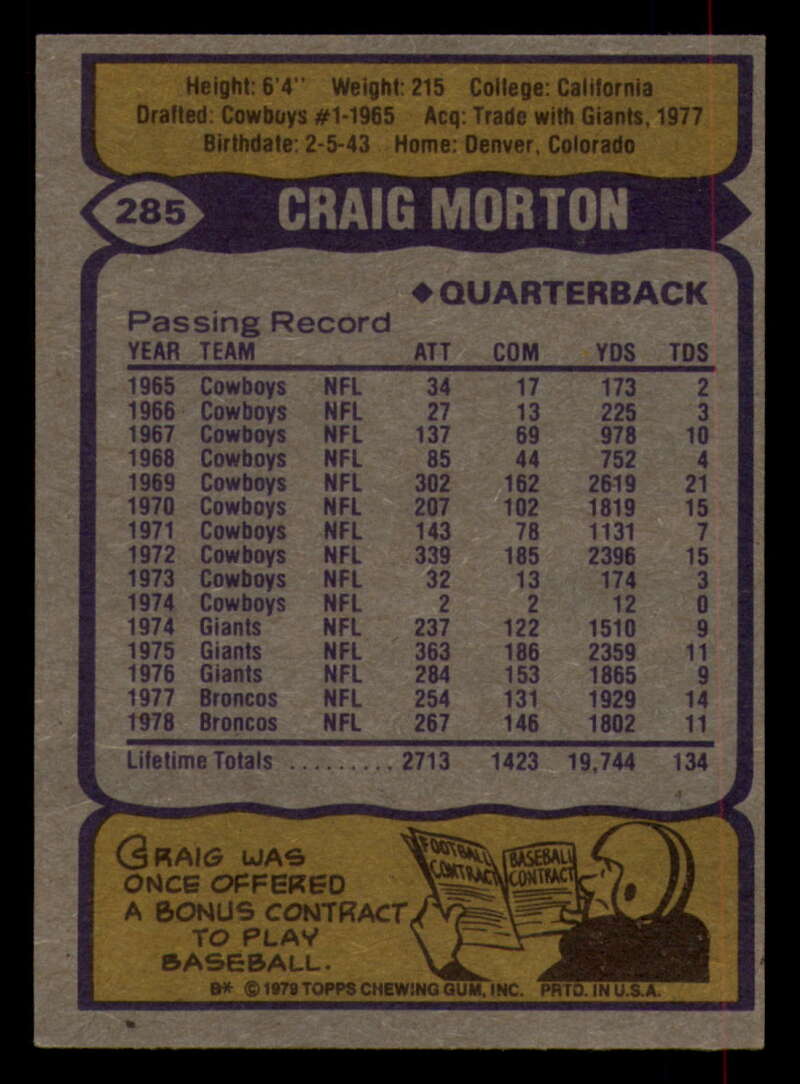 Height: 6'4" Weight: 215 College: California
Drafted: Cowboys #1-1965 Acq: Trade with Giants, 1977
Birthdate: 2-5-43 Home: Denver, Colorado
285 CRAIG MORTON
◆ QUARTERBACK
Passing Record
YEAR TEAM ATT COM YDS TDS
1965 Cowboys NFL 34 17 173 2
1966 Cowboys NFL 27 13 225 3
1967 Cowboys NFL 137 69 978 10
1968 Cowboys NFL 85 44 752 4
1969 Cowboys NFL 302 162 2619 21
1970 Cowboys NFL 207 102 1819 15
1971 Cowboys NFL 143 78 1131 7
1972 Cowboys NFL 339 185 2396 15
1973 Cowboys NFL 32 13 174 3
1974 Cowboys NFL 2 2 12 0
1974 Giants NFL 237 122 1510 9
1975 Giants NFL 363 186 2359 11
1976 Giants NFL 284 153 1865 9
1977 Broncos NFL 254 131 1929 14
1978 Broncos NFL 267 146 1802 11
Lifetime Totals .......... 2713 1423 19,744 134
CRAIG WAS
ONCE OFFERED
A BONUS CONTRACT
TO PLAY
BASEBALL.
FOOTBALL
CONTRACT
BASEBALL
CONTRACT
B* © 1979 TOPPS CHEWING GUM, INC. PRTD. IN U.S.A.